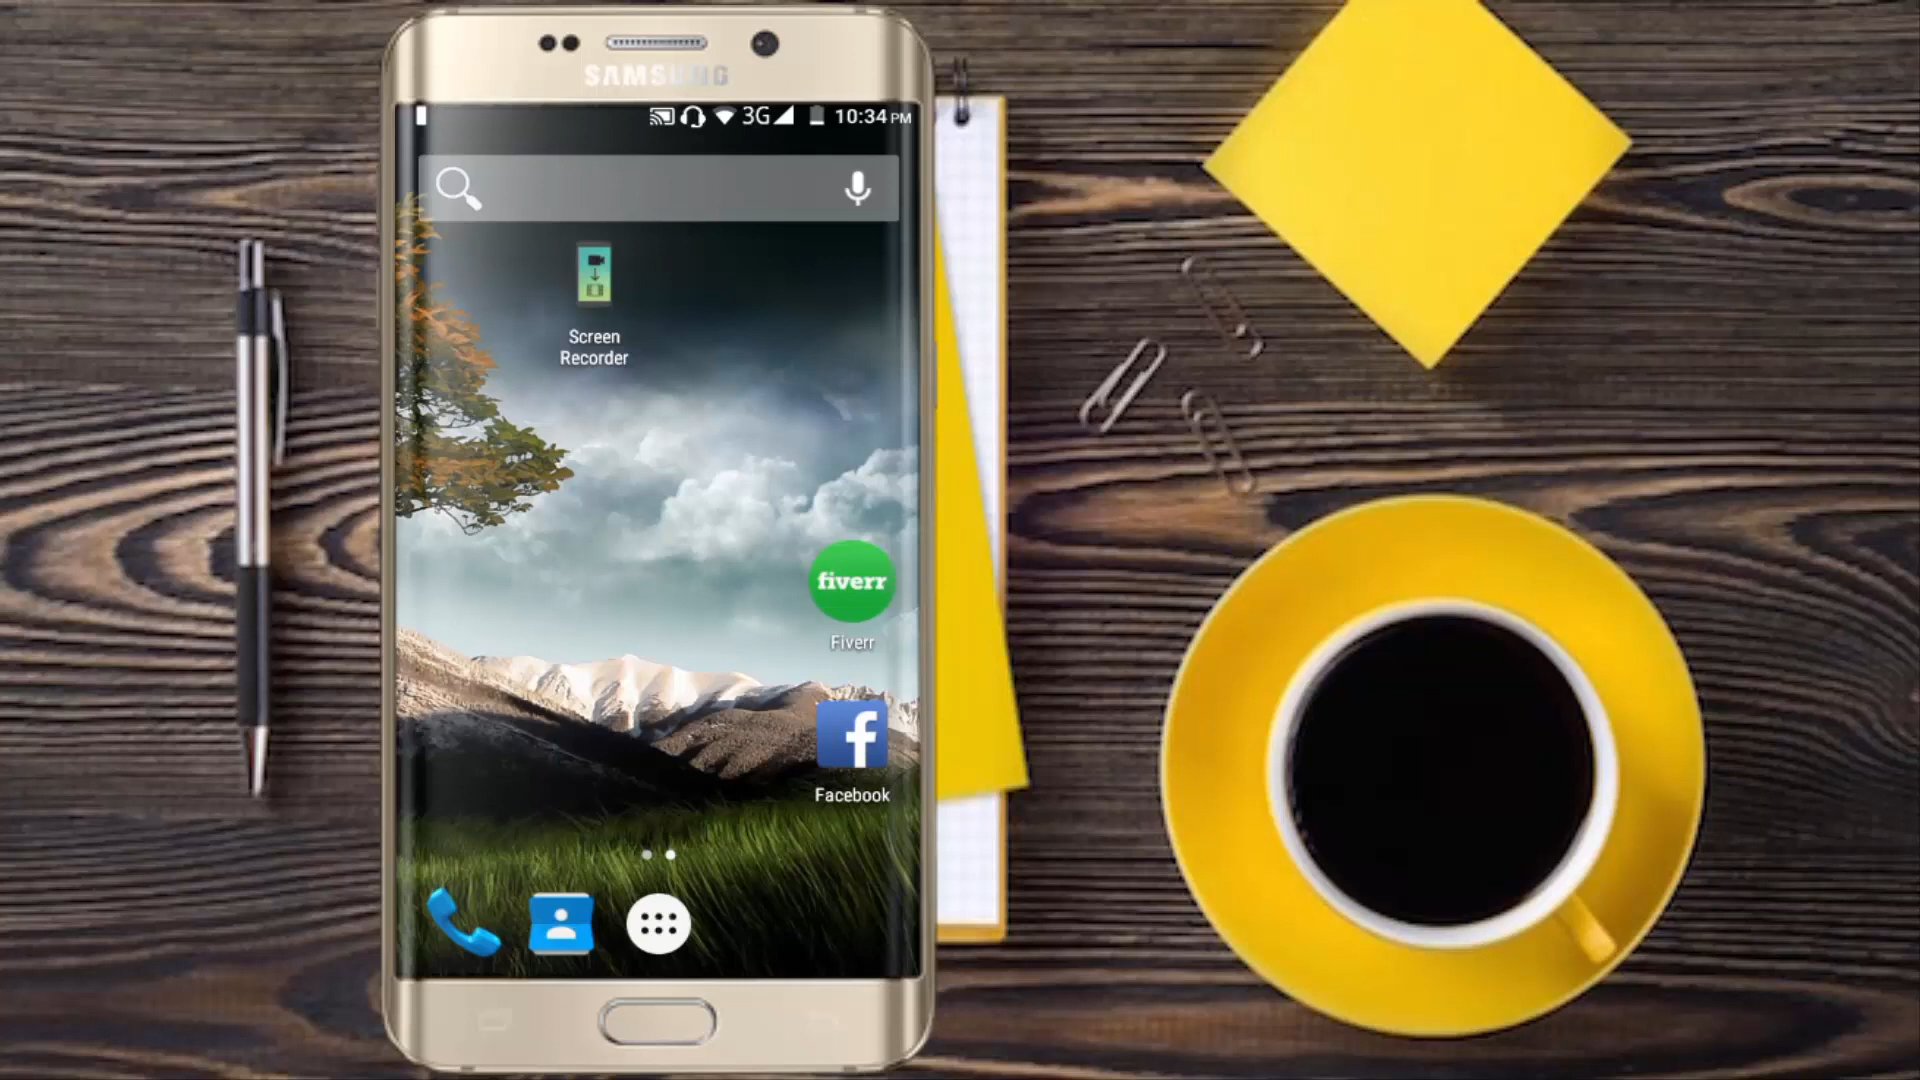 SAMSUNG
3G 10:34 PM
Screen
Recorder
fiverr
Fiverr
f
Facebook